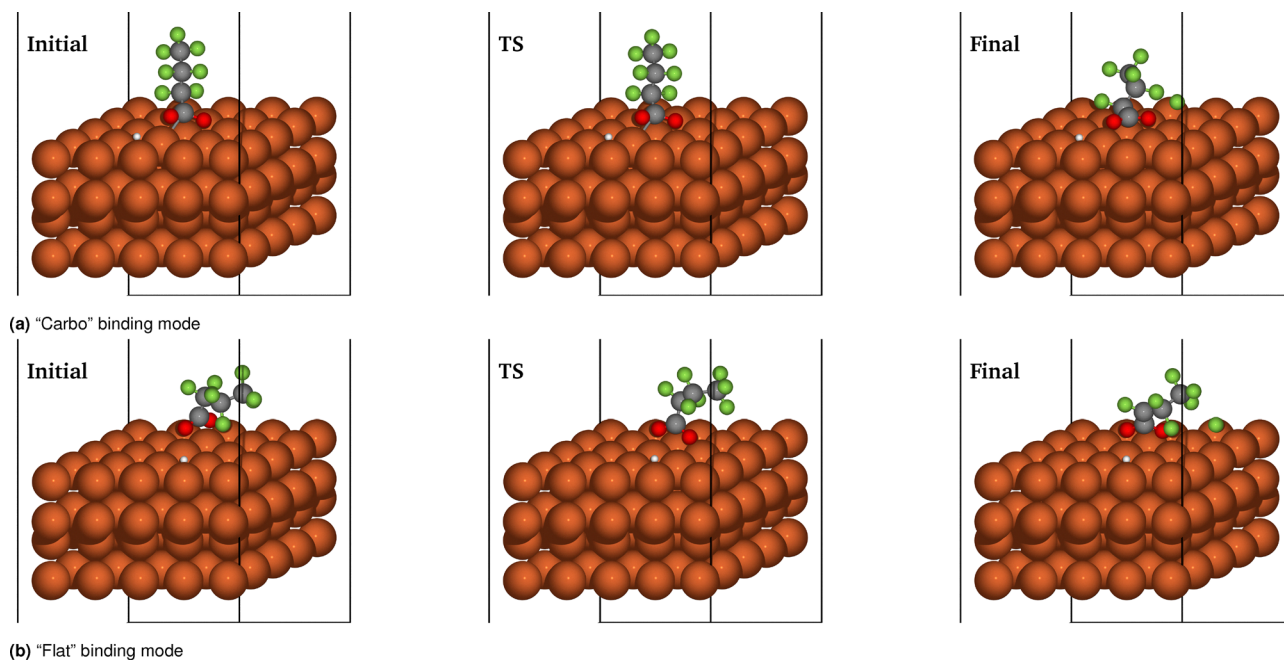 Initial
TS
Final
(a) “Carbo” binding mode
Initial
TS
Final
(b) “Flat” binding mode